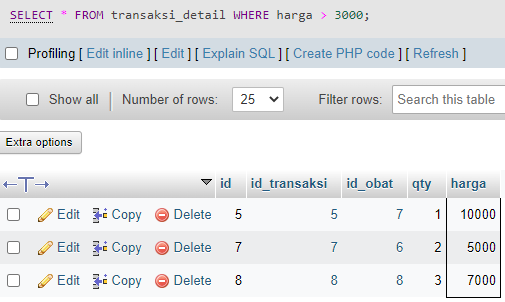 SELECT * FROM transaksi_detail WHERE harga > 3000;
Profiling [ Edit inline ] [ Edit ] [ Explain SQL ] [ Create PHP code ] [ Refresh ]
Show all Number of rows: 25 Filter rows: Search this table
Extra options
id id_transaksi id_obat qty harga
Edit Copy Delete 5 5 7 1 10000
Edit Copy Delete 7 7 6 2 5000
Edit Copy Delete 8 8 8 3 7000